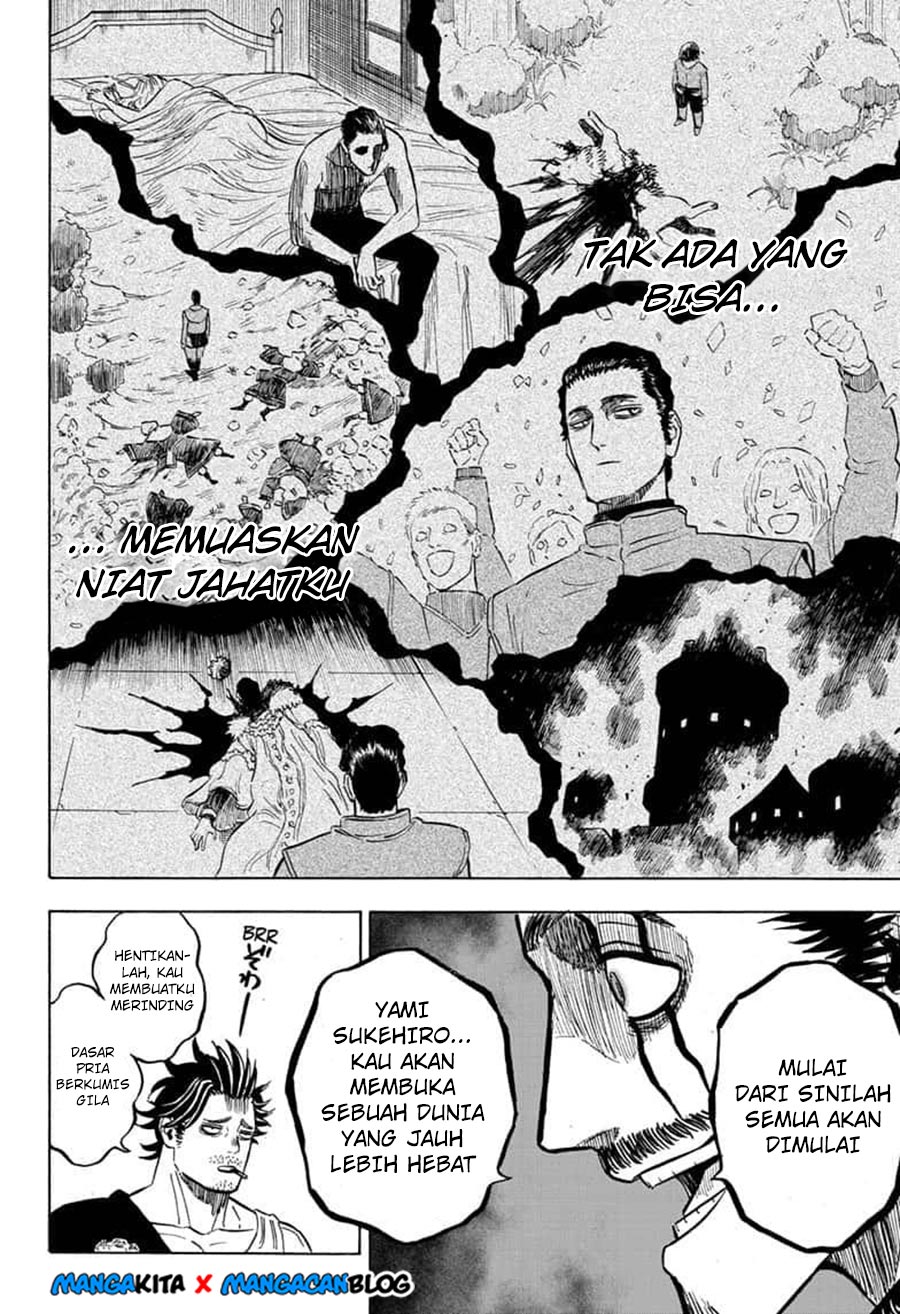 TAK ADA YANG
BISA...
... MEMUASKAN
NIAT JAHATKU
MULAI
DARI SINILAH
SEMUA AKAN
DIMULAI
YAMI
SUKEHIRO...
KAU AKAN
MEMBUKA
SEBUAH DUNIA
YANG JAUH
LEBIH HEBAT
BRR
ぞわー
HENTIKAN-
LAH, KAU
MEMBUATKU
MERINDING
DASAR
PRIA
BERKUMIS
GILA
MANGAKITA X MANGACANBLOG